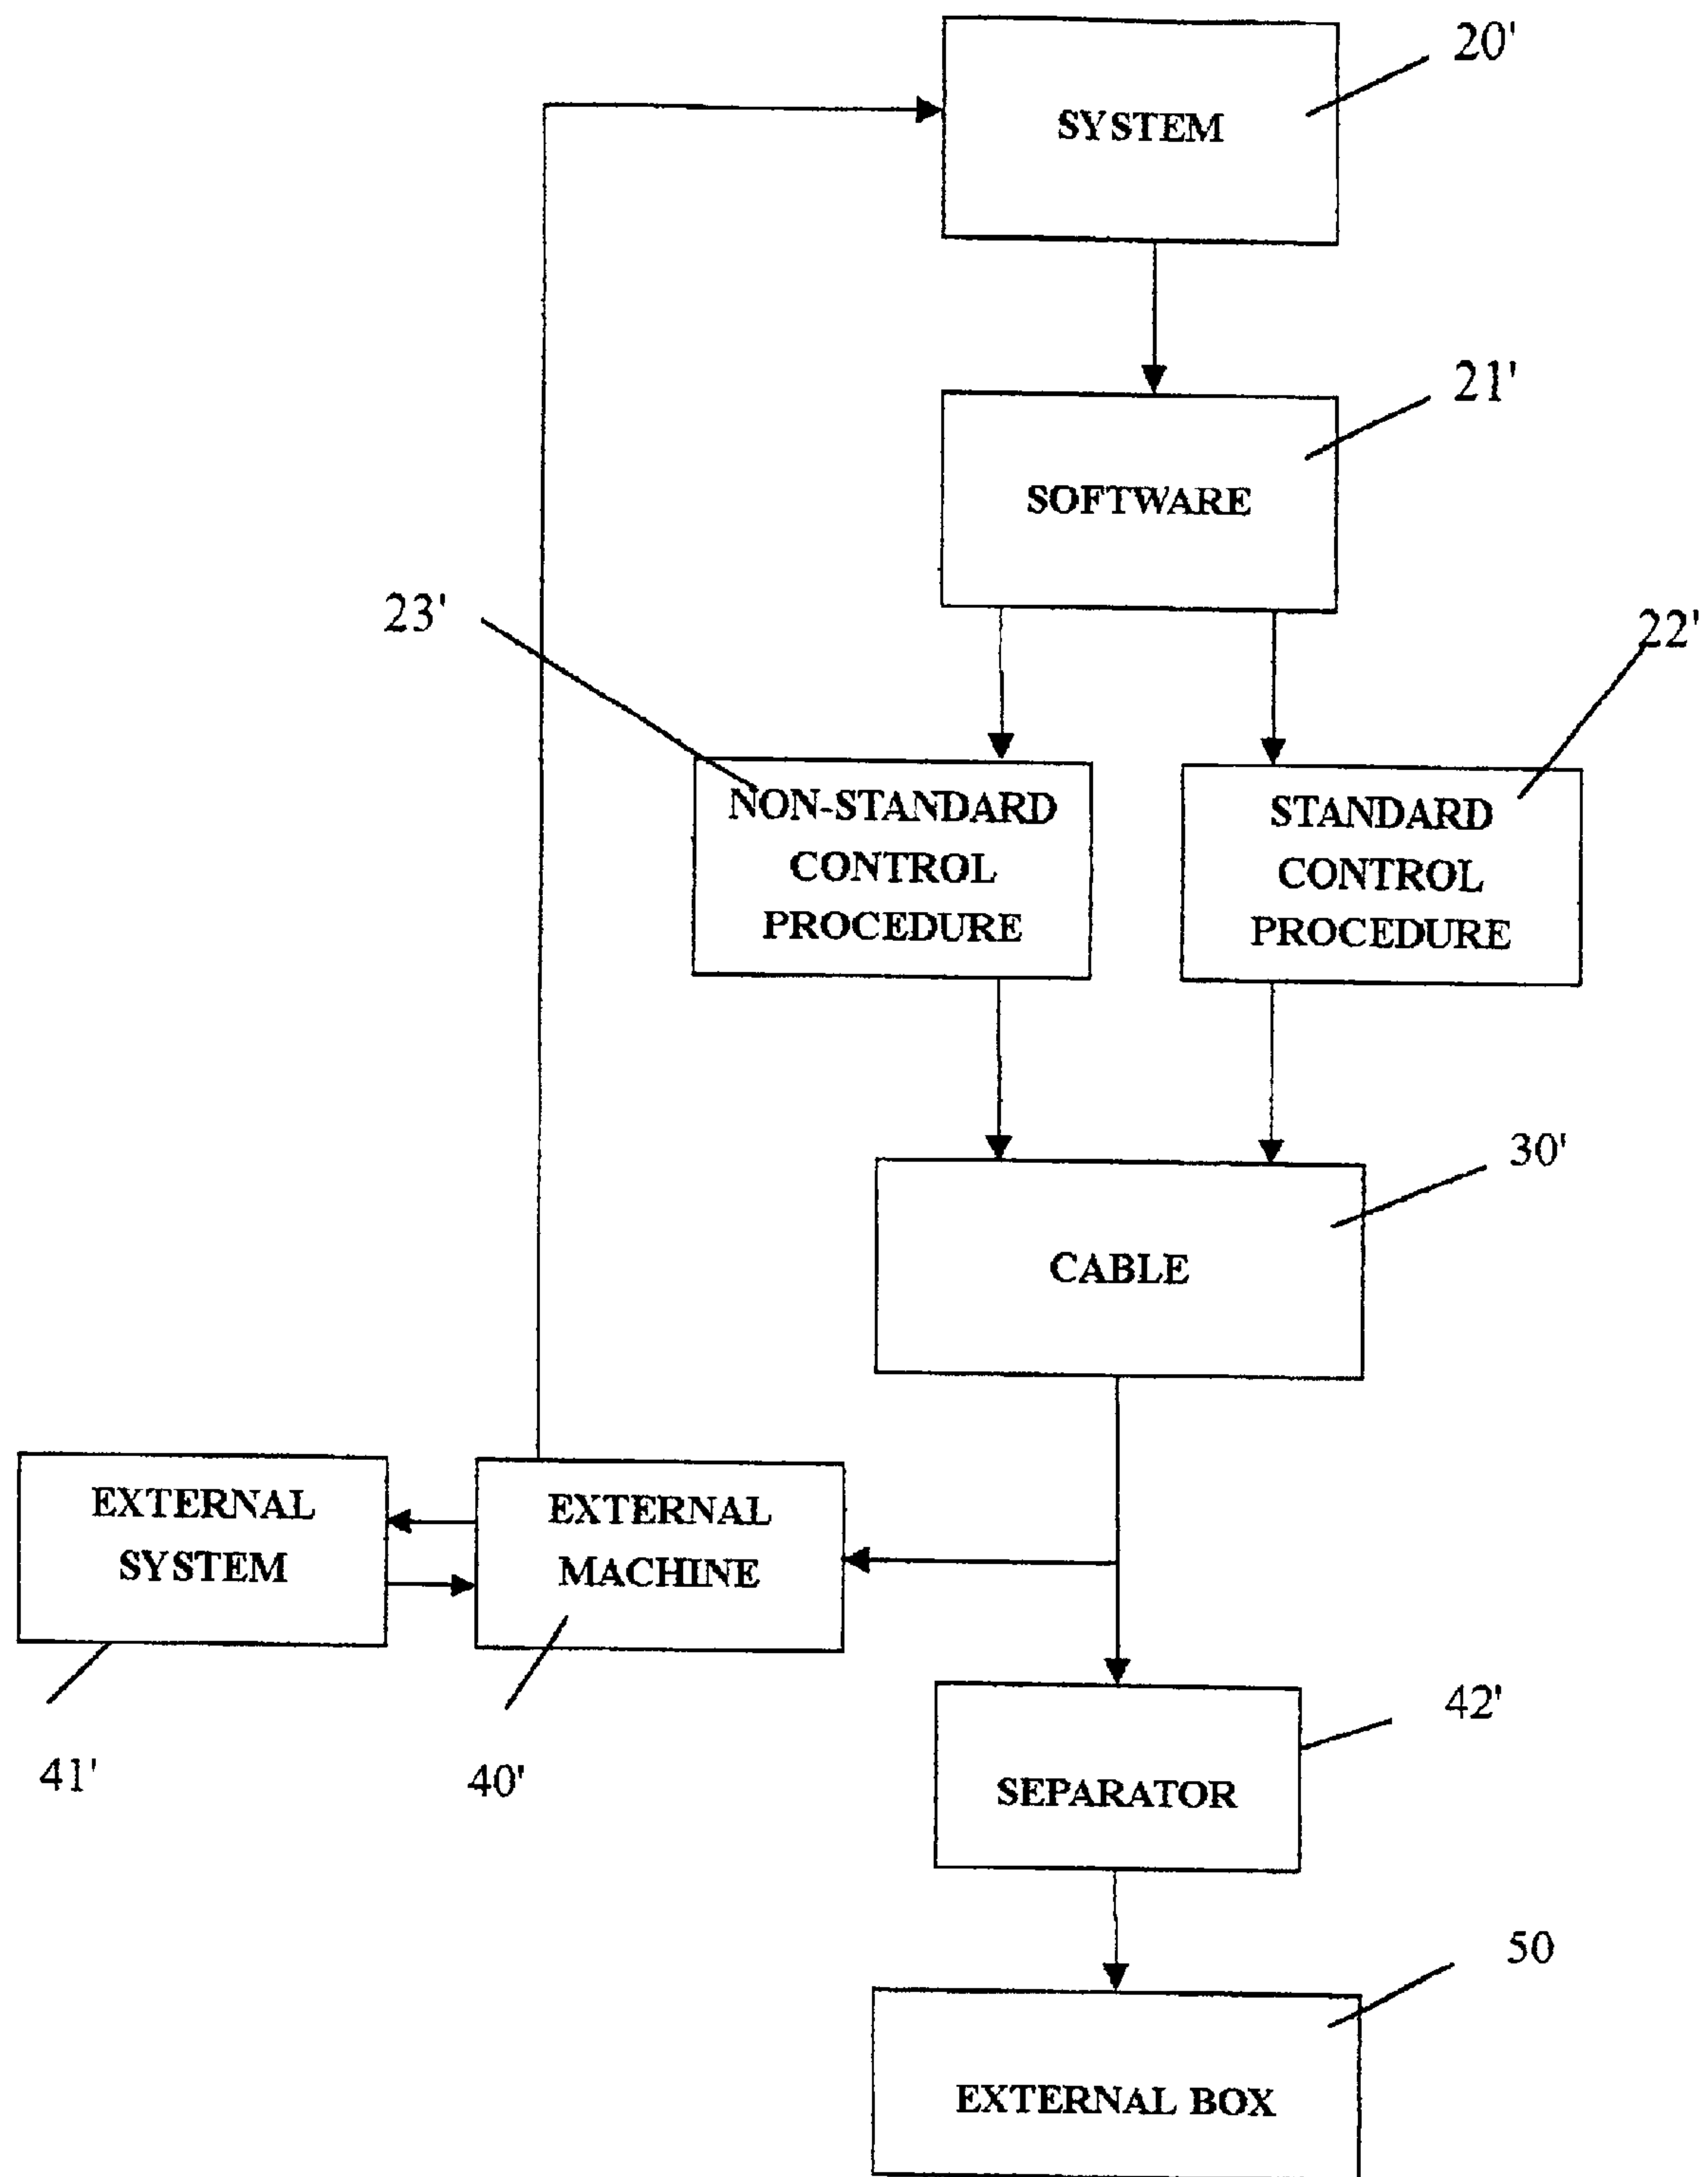 20'
SYSTEM
21'
SOFTWARE
23'
22'
NON-STANDARD
CONTROL
PROCEDURE
STANDARD
CONTROL
PROCEDURE
30'
CABLE
EXTERNAL
SYSTEM
EXTERNAL
MACHINE
41'
40'
42'
SEPARATOR
50
EXTERNAL BOX